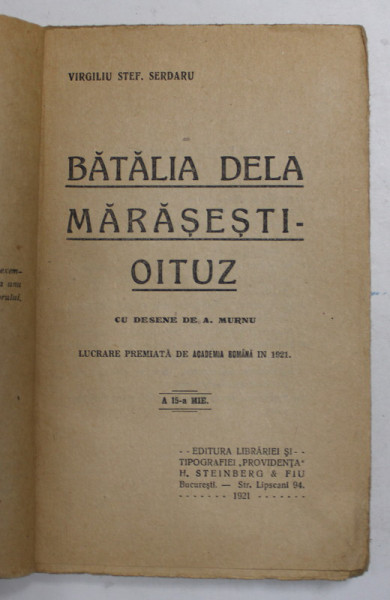 VIRGILIU STEF. SERDARU
BĂTĂLIA DELA
MĂRĂȘEȘTI-
OITUZ
CU DESENE DE A. MURNU
LUCRARE PREMIATĂ DE ACADEMIA ROMÂNĂ IN 1921.
A 15-a MIE.
- - EDITURA LIBRĂRIEI ȘI - -
TIPOGRAFIEI „PROVIDENȚA"
H. STEINBERG & FIU
București. — Str. Lipscani 94.
- - - - - - - 1921 - - - - - - -